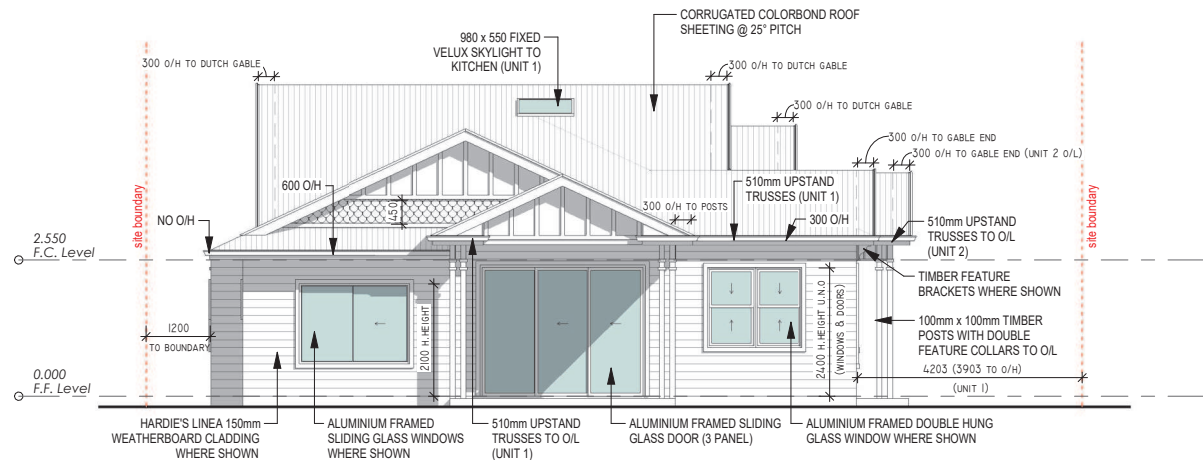 CORRUGATED COLORBOND ROOF
SHEETING @ 25° PITCH
980 x 550 FIXED
VELUX SKYLIGHT TO
KITCHEN (UNIT 1)
300 O/H TO DUTCH GABLE
300 O/H TO DUTCH GABLE
300 O/H TO DUTCH GABLE
300 O/H TO GABLE END
300 O/H TO GABLE END (UNIT 2 O/L)
site boundary
site boundary
600 O/H
450
510mm UPSTAND
TRUSSES (UNIT 1)
300 O/H TO POSTS
300 O/H
NO O/H
510mm UPSTAND
TRUSSES TO O/L
(UNIT 2)
2.550
F.C. Level
TIMBER FEATURE
BRACKETS WHERE SHOWN
2100 H.HEIGHT
2400 H.HEIGHT U.N.O
(WINDOWS & DOORS)
100mm x 100mm TIMBER
POSTS WITH DOUBLE
FEATURE COLLARS TO O/L
1200
TO BOUNDARY
4203 (3903 TO O/H)
(UNIT 1)
0.000
F.F. Level
HARDIE'S LINEA 150mm
WEATHERBOARD CLADDING
WHERE SHOWN
ALUMINIUM FRAMED
SLIDING GLASS WINDOWS
WHERE SHOWN
510mm UPSTAND
TRUSSES TO O/L
(UNIT 1)
ALUMINIUM FRAMED SLIDING
GLASS DOOR (3 PANEL)
ALUMINIUM FRAMED DOUBLE HUNG
GLASS WINDOW WHERE SHOWN